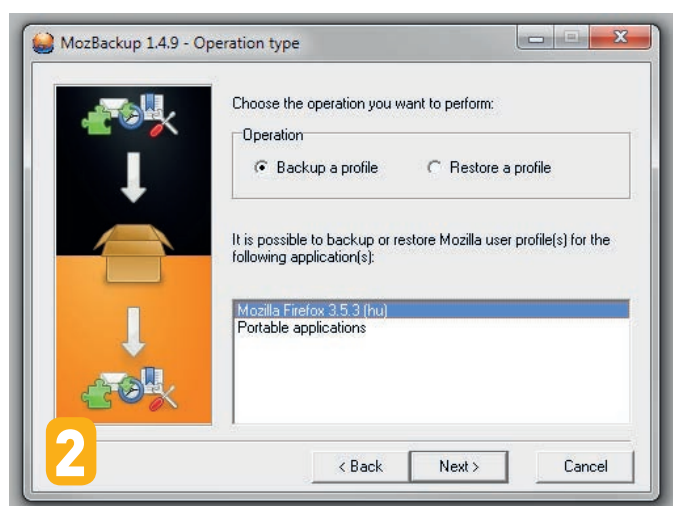 MozBackup 1.4.9 - Operation type
Choose the operation you want to perform:
Operation
Backup a profile
Restore a profile
It is possible to backup or restore Mozilla user profile(s) for the
following application(s):
Mozilla Firefox 3.5.3 (hu)
Portable applications
2
< Back
Next >
Cancel